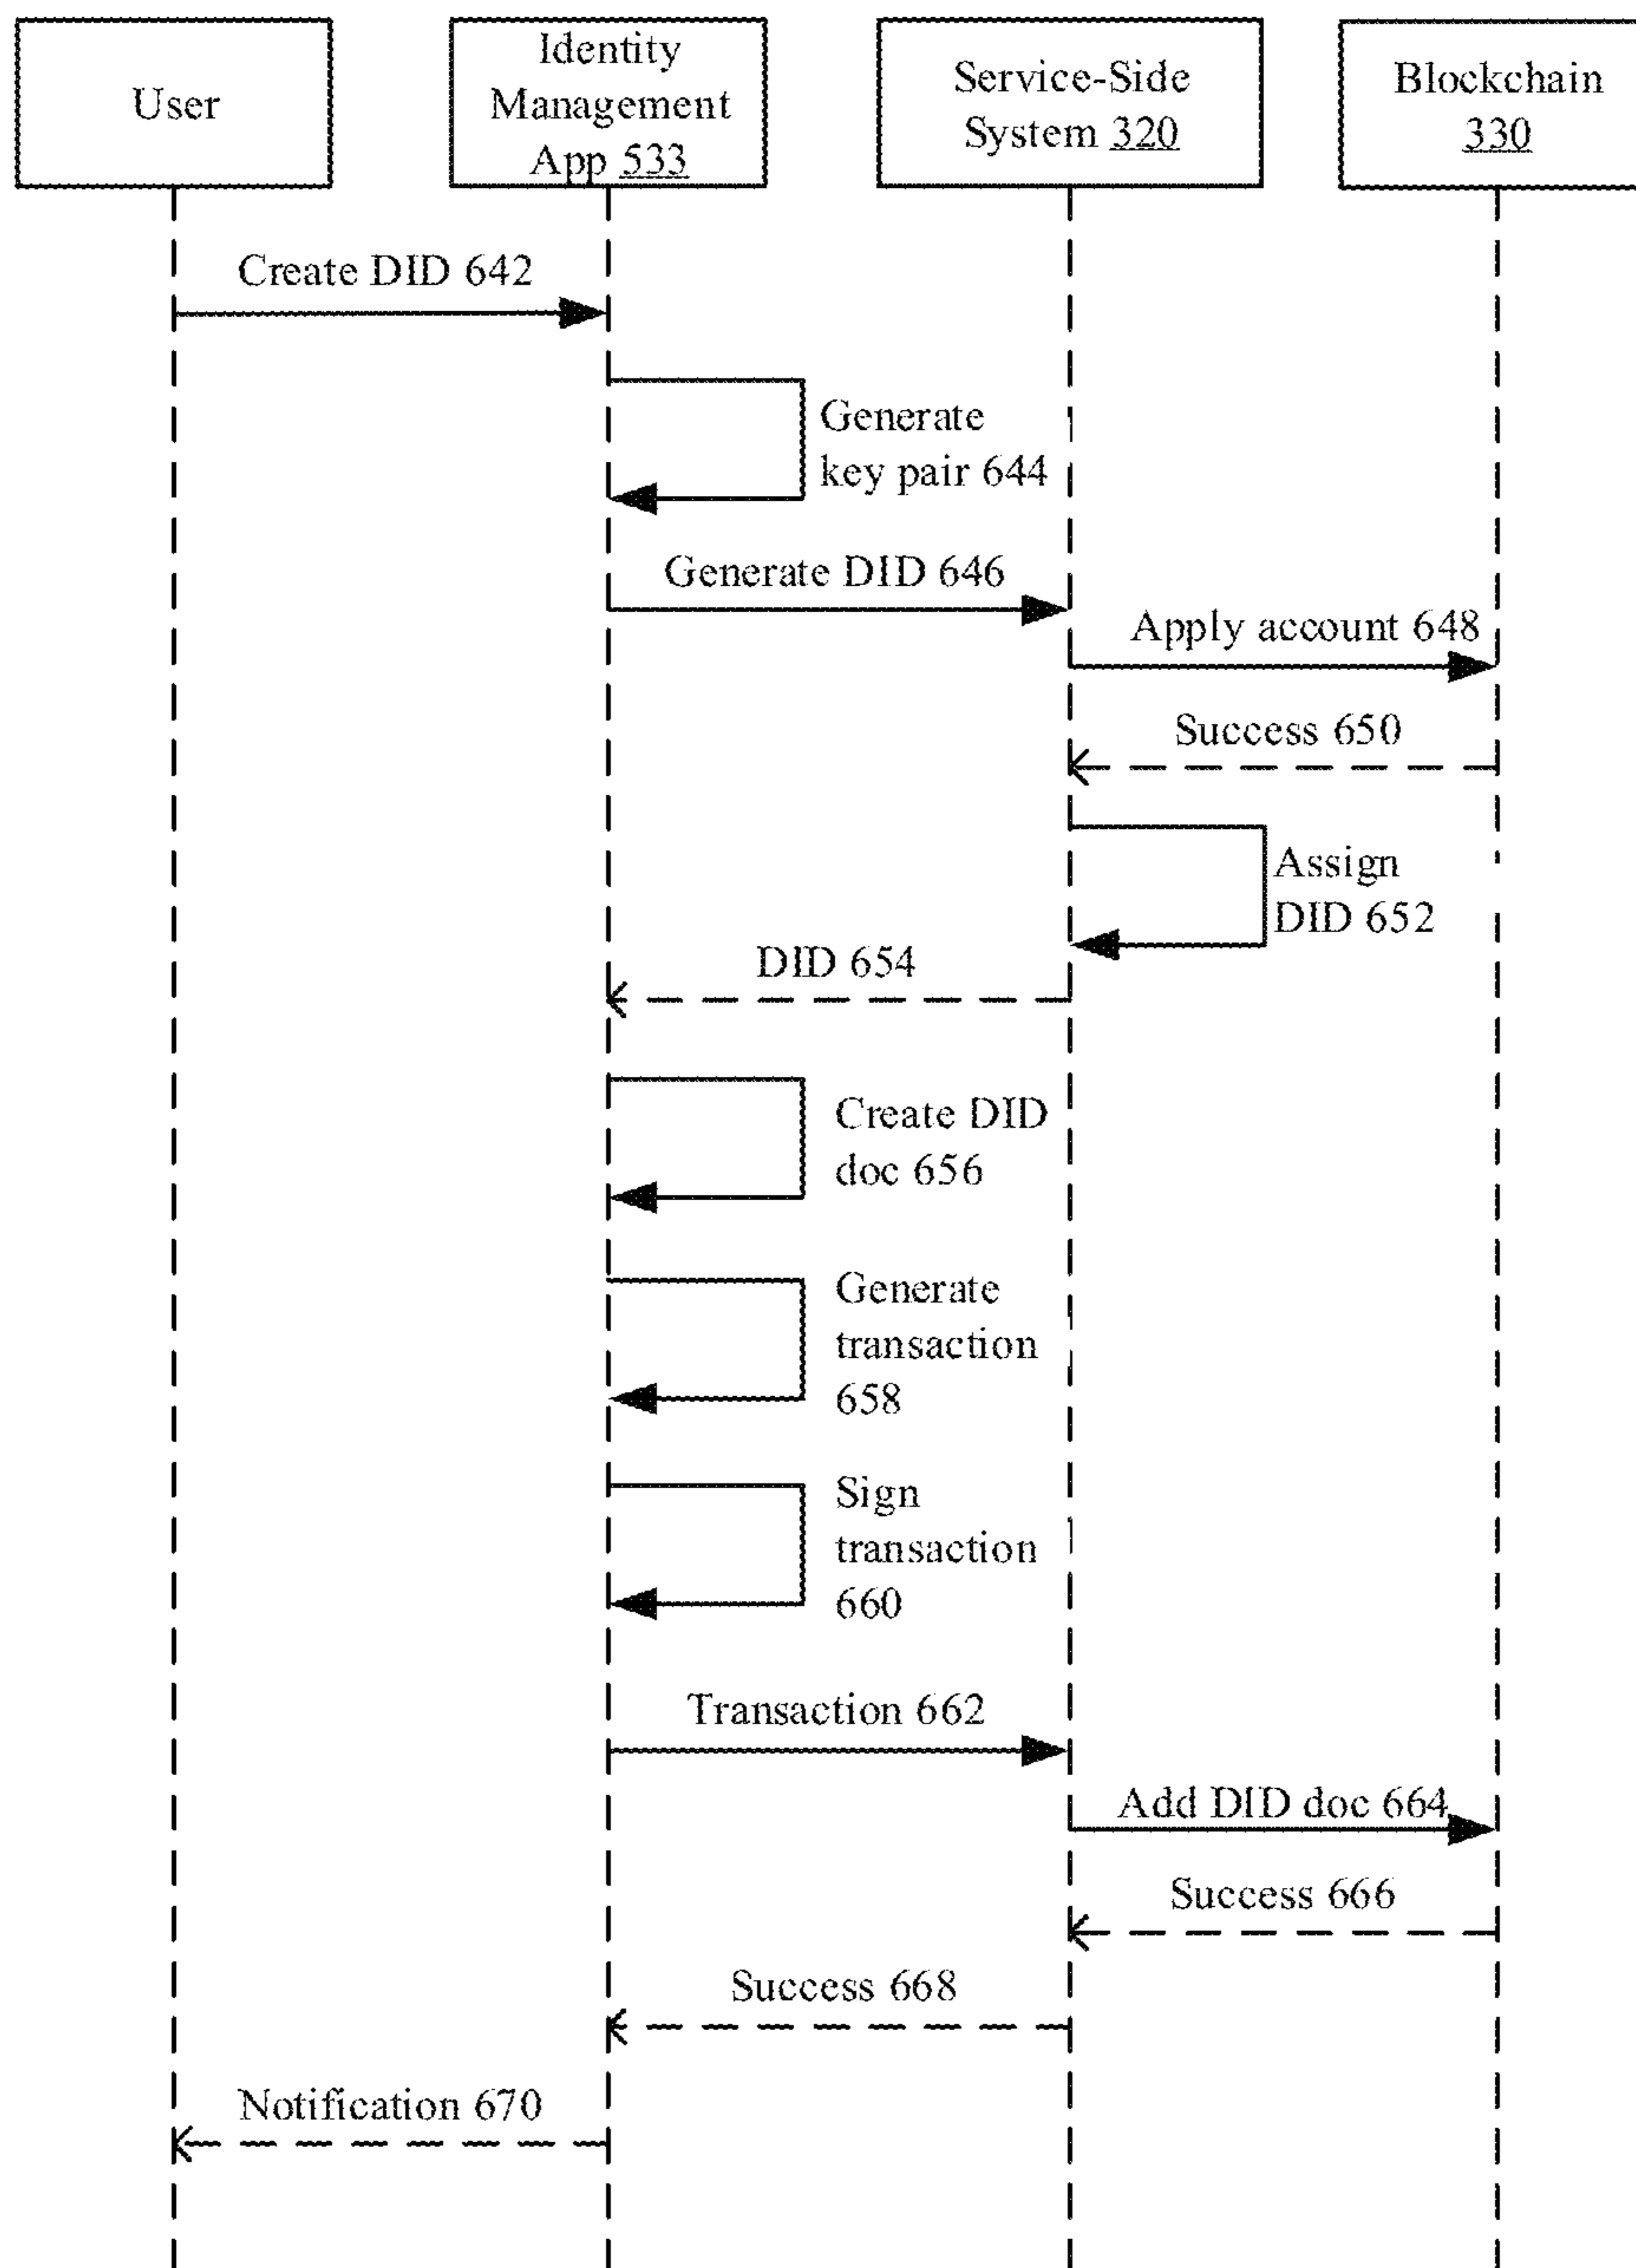 User
Identity
Management
App 533
Service-Side
System 320
Blockchain
330
Create DID 642
Generate
key pair 644
Generate DID 646
Apply account 648
Success 650
Assign
DID 652
DID 654
Create DID
doc 656
Generate
transaction
658
Sign
transaction
660
Transaction 662
Add DID doc 664
Success 666
Success 668
Notification 670